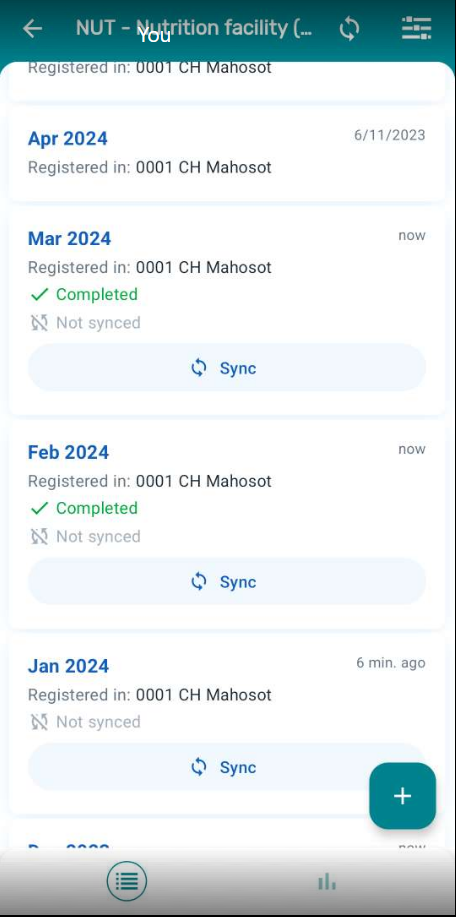 NUT - Nutrition facility (...
You
Registered in: 0001 CH Mahosot
Apr 2024
6/11/2023
Registered in: 0001 CH Mahosot
Mar 2024
now
Registered in: 0001 CH Mahosot
Completed
Not synced
Sync
Feb 2024
now
Registered in: 0001 CH Mahosot
Completed
Not synced
Sync
Jan 2024
6 min. ago
Registered in: 0001 CH Mahosot
Not synced
Sync
now